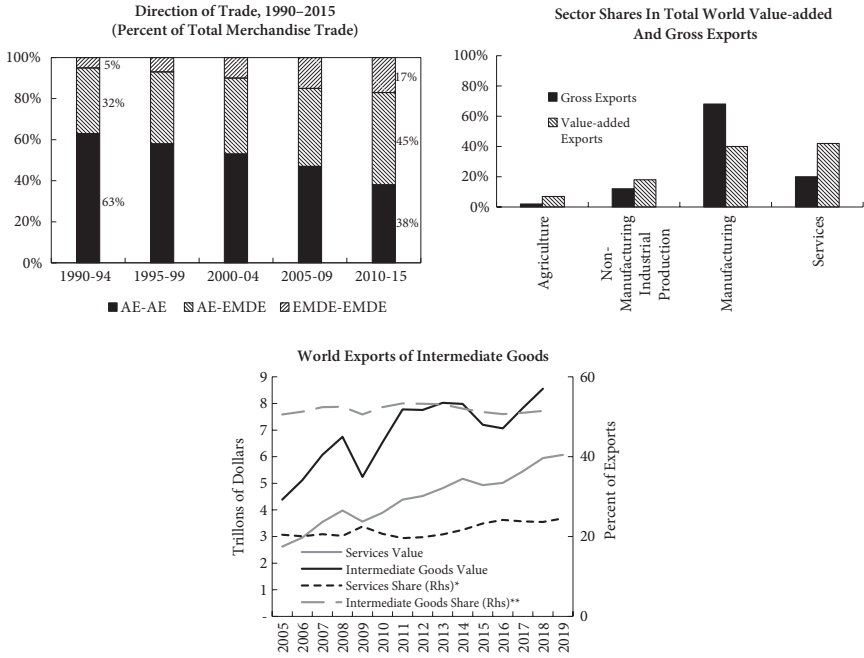 Direction of Trade, 1990–2015
(Percent of Total Merchandise Trade)
100%
80%
60%
40%
20%
0%
5%
32%
63%
17%
45%
38%
1990-94 1995-99 2000-04 2005-09 2010-15
AE-AE AE-EMDE EMDE-EMDE
Sector Shares In Total World Value-added
And Gross Exports
100%
80%
60%
40%
20%
0%
Gross Exports
Value-added
Exports
Agriculture
Non-
Manufacturing
Industrial
Production
Manufacturing
Services
World Exports of Intermediate Goods
Trillons of Dollars
9
8
7
6
5
4
3
2
1
-
60
40
20
0
Percent of Exports
Services Value
Intermediate Goods Value
Services Share (Rhs)*
Intermediate Goods Share (Rhs)**
2005 2006 2007 2008 2009 2010 2011 2012 2013 2014 2015 2016 2017 2018 2019